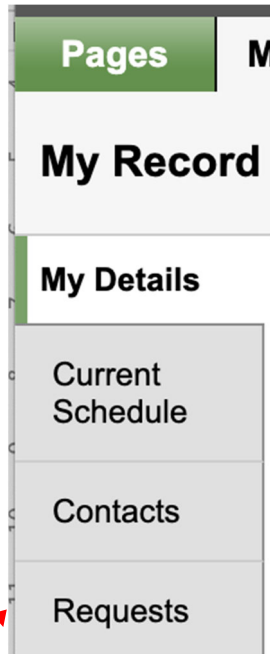 Pages
My Record
My Details
Current
Schedule
Contacts
Requests